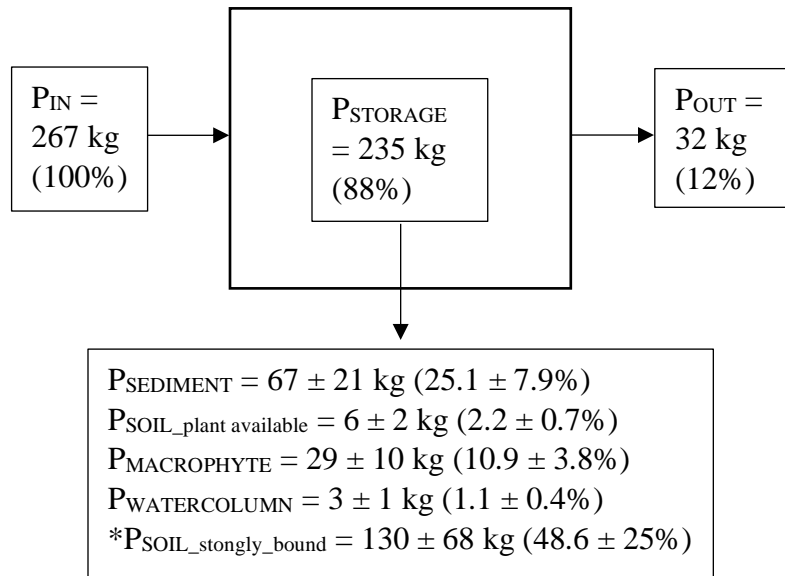 P_IN =
267 kg
(100%)
P_STORAGE
= 235 kg
(88%)
P_OUT =
32 kg
(12%)
P_SEDIMENT = 67 ± 21 kg (25.1 ± 7.9%)
P_SOIL_plant available = 6 ± 2 kg (2.2 ± 0.7%)
P_MACROPHYTE = 29 ± 10 kg (10.9 ± 3.8%)
P_WATERCOLUMN = 3 ± 1 kg (1.1 ± 0.4%)
*P_SOIL_stongly_bound = 130 ± 68 kg (48.6 ± 25%)